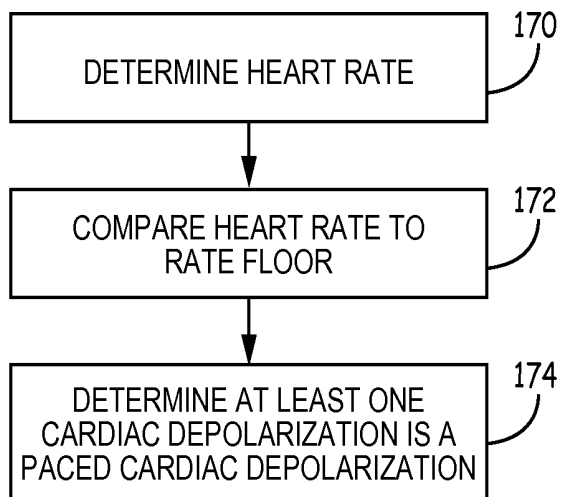 170
DETERMINE HEART RATE
172
COMPARE HEART RATE TO
RATE FLOOR
174
DETERMINE AT LEAST ONE
CARDIAC DEPOLARIZATION IS A
PACED CARDIAC DEPOLARIZATION